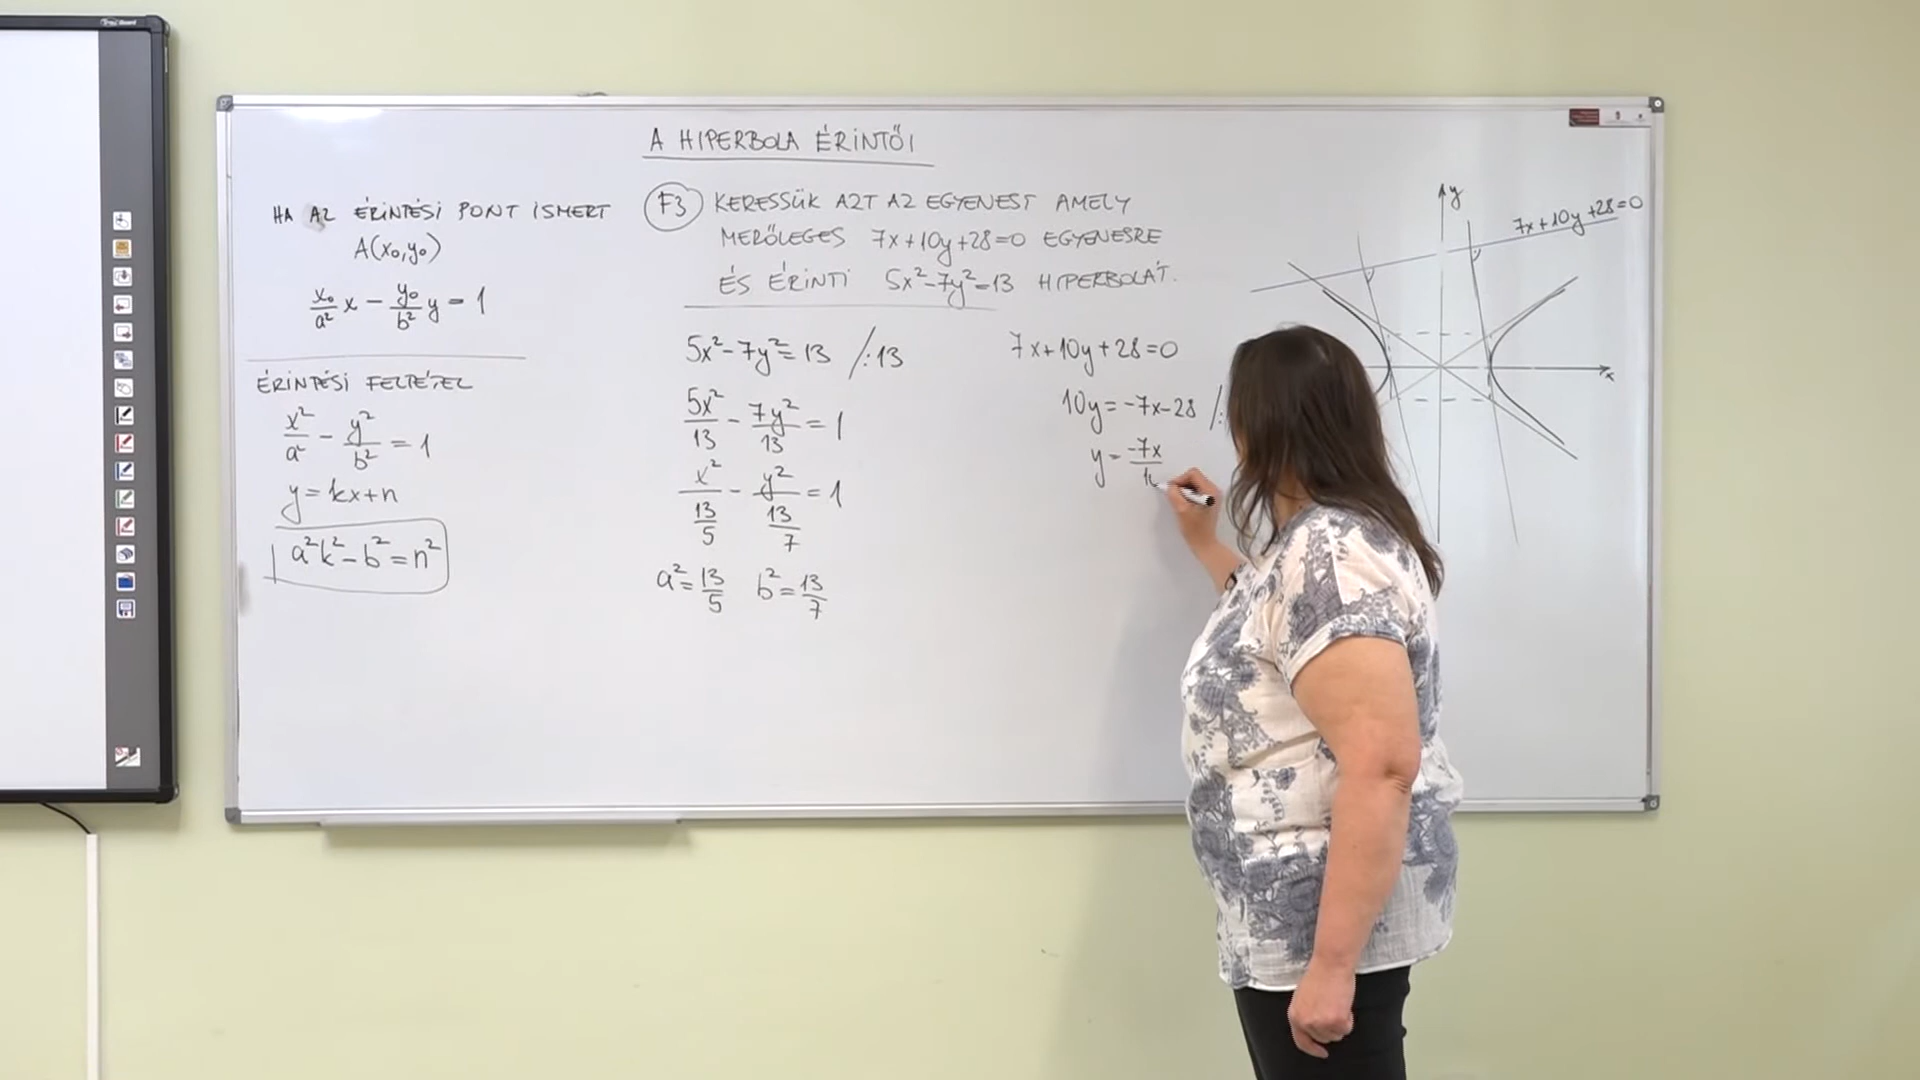 A HIPERBOLA ÉRINTŐI
HA AZ ÉRINTÉSI PONT ISMERT
A(x₀,y₀)
x₀/a² x - y₀/b² y = 1
ÉRINTÉSI FELTÉTEL
x²/a² - y²/b² = 1
y=kx+n
a²k²-b²=n²
F3 KERESSÜK AZT AZ EGYENEST AMELY
MERŐLEGES 7x+10y+28=0 EGYENESRE
ÉS ÉRINTI 5x²-7y²=13 HIPERBOLÁT.
5x²-7y²=13 /:13
5x²/13 - 7y²/13 = 1
x²/(13/5) - y²/(13/7) = 1
a²=13/5 b²=13/7
7x+10y+28=0
10y=-7x-28 /:
y=-7x/1
y
7x+10y+28=0
x